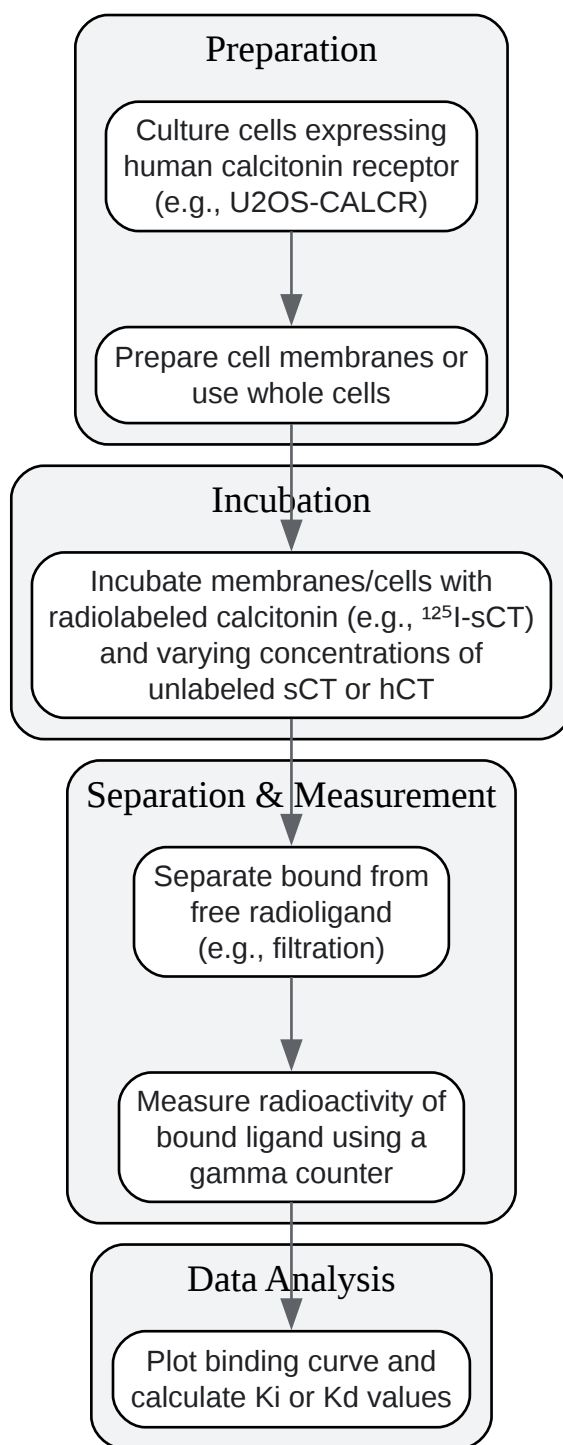 Preparation
Culture cells expressing
human calcitonin receptor
(e.g., U2OS-CALCR)
Prepare cell membranes or
use whole cells
Incubation
Incubate membranes/cells with
radiolabeled calcitonin (e.g., ¹²⁵I-sCT)
and varying concentrations of
unlabeled sCT or hCT
Separation & Measurement
Separate bound from
free radioligand
(e.g., filtration)
Measure radioactivity of
bound ligand using a
gamma counter
Data Analysis
Plot binding curve and
calculate Ki or Kd values